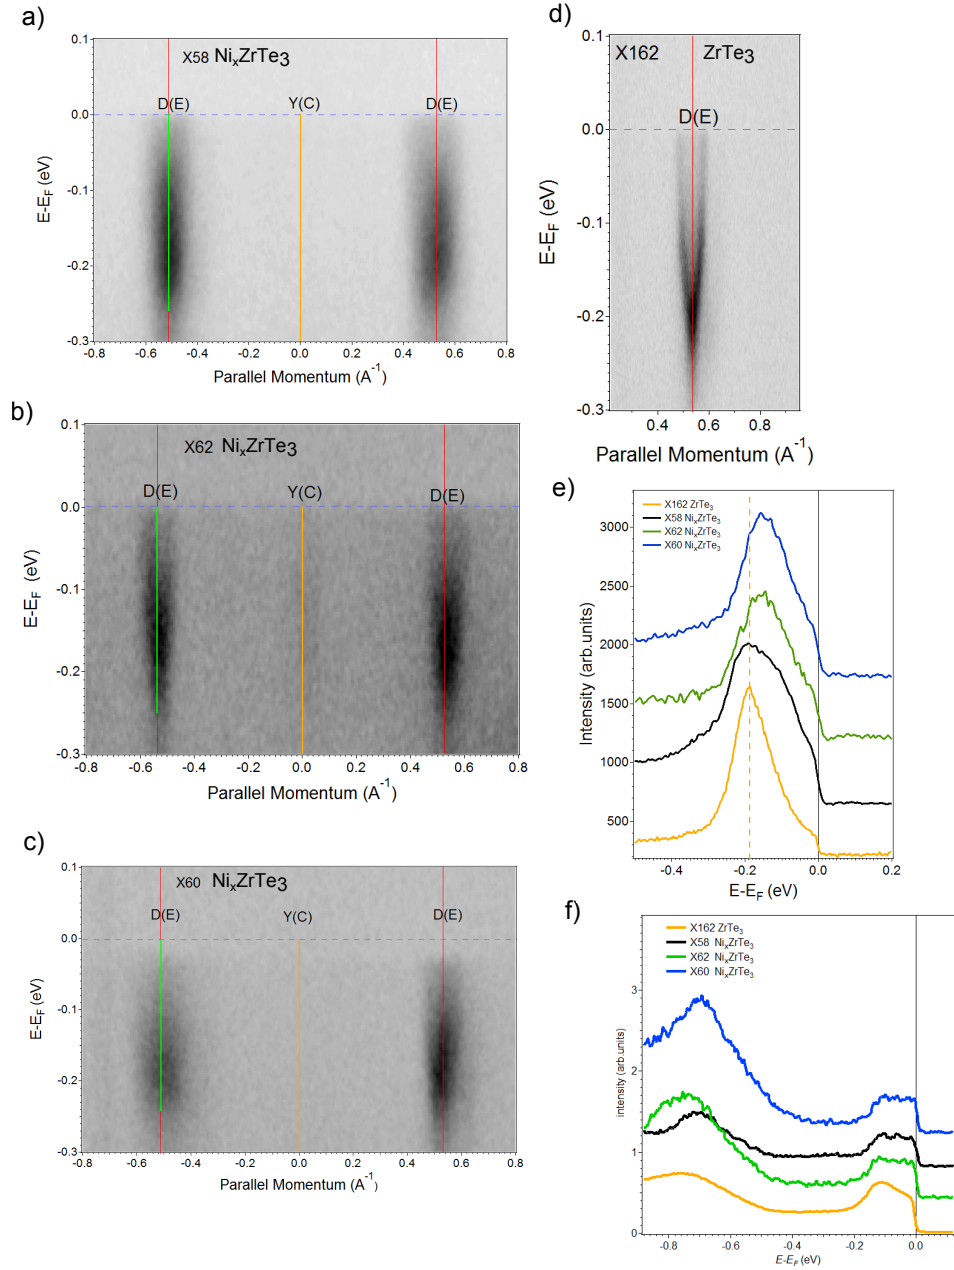 a)
X58 NixZrTe3
D(E)
Y(C)
D(E)
0.1
0.0
-0.1
-0.2
-0.3
E-EF (eV)
-0.8 -0.6 -0.4 -0.2 0.0 0.2 0.4 0.6 0.8
Parallel Momentum (A-1)
b)
X62 NixZrTe3
D(E)
Y(C)
D(E)
0.1
0.0
-0.1
-0.2
-0.3
E-EF (eV)
-0.8 -0.6 -0.4 -0.2 0.0 0.2 0.4 0.6 0.8
Parallel Momentum (A-1)
c)
X60 NixZrTe3
D(E)
Y(C)
D(E)
0.1
0.0
-0.1
-0.2
-0.3
E-EF (eV)
-0.8 -0.6 -0.4 -0.2 0.0 0.2 0.4 0.6 0.8
Parallel Momentum (A-1)
d)
X162 ZrTe3
D(E)
0.1
0.0
-0.1
-0.2
-0.3
E-EF (eV)
0.4 0.6 0.8
Parallel Momentum (A-1)
e)
X162 ZrTe3
X58 NixZrTe3
X62 NixZrTe3
X60 NixZrTe3
3000
2500
2000
1500
1000
500
Intensity (arb.units)
-0.4 -0.2 0.0 0.2
E-EF (eV)
f)
X162 ZrTe3
X58 NixZrTe3
X62 NixZrTe3
X60 NixZrTe3
3
2
1
0
intensity (arb.units)
-0.8 -0.6 -0.4 -0.2 0.0
E-EF (eV)